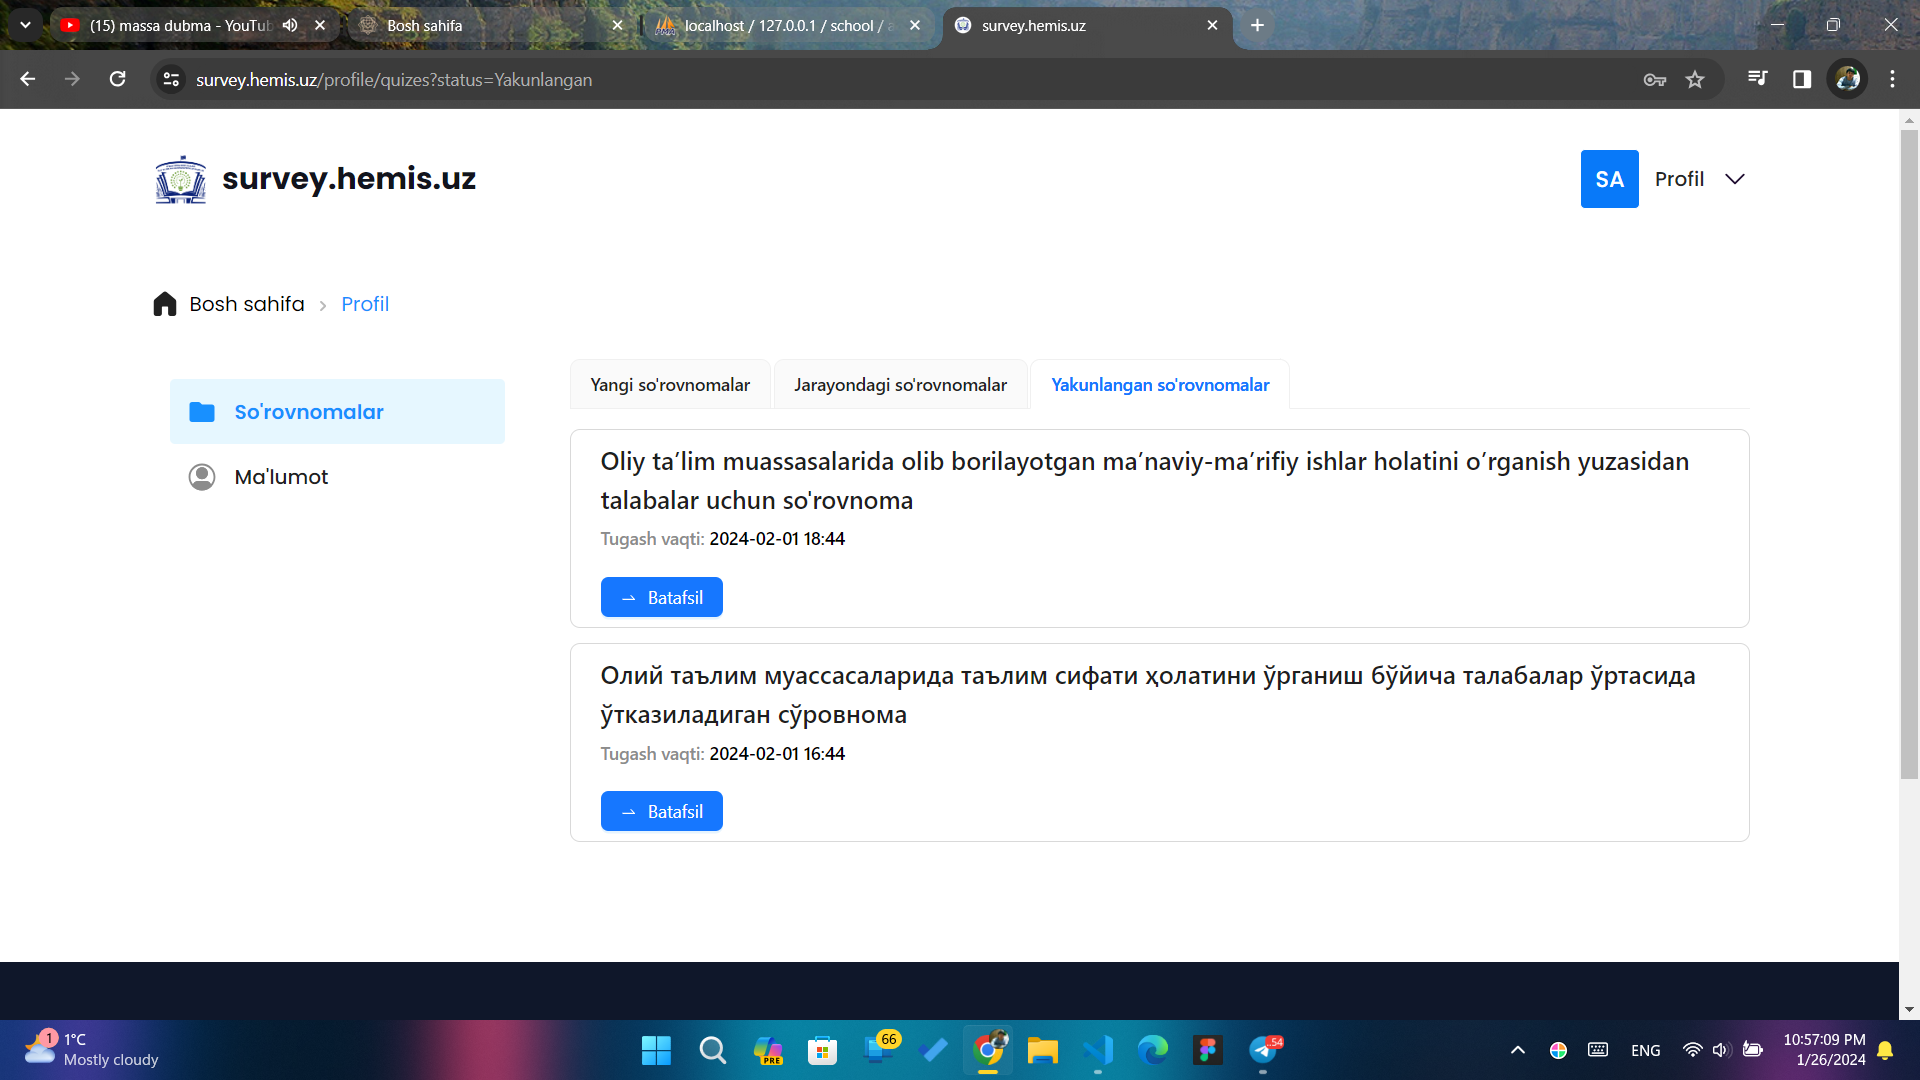 (15) massa dubma - YouTub
Bosh sahifa
localhost / 127.0.0.1 / school / a
survey.hemis.uz
survey.hemis.uz/profile/quizes?status=Yakunlangan
survey.hemis.uz
SA
Profil
Bosh sahifa
Profil
So'rovnomalar
Ma'lumot
Yangi so'rovnomalar
Jarayondagi so'rovnomalar
Yakunlangan so'rovnomalar
Oliy ta’lim muassasalarida olib borilayotgan ma’naviy-ma’rifiy ishlar holatini o’rganish yuzasidan
talabalar uchun so'rovnoma
Tugash vaqti: 2024-02-01 18:44
Batafsil
Олий таълим муассасаларида таълим сифати ҳолатини ўрганиш бўйича талабалар ўртасида
ўтказиладиган сўровнома
Tugash vaqti: 2024-02-01 16:44
Batafsil
1
1°C
Mostly cloudy
PRE
66
54
ENG
10:57:09 PM
1/26/2024